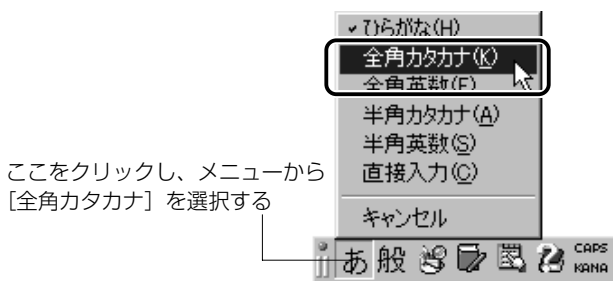 ひらがな(H)
全角カタカナ(K)
全角英数(E)
半角カタカナ(A)
半角英数(S)
直接入力(C)
キャンセル
ここをクリックし、メニューから
[全角カタカナ]を選択する
あ 般 CAPS
KANA